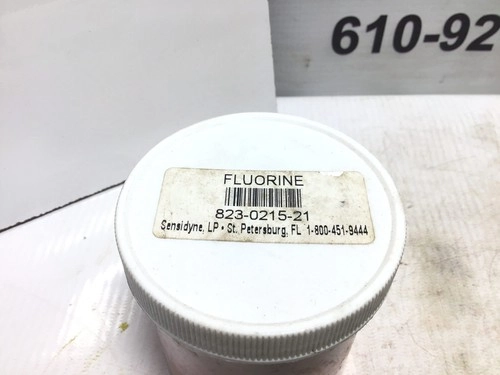 610-92
FLUORINE
823-0215-21
Sensidyne, LP • St. Petersburg, FL 1-800-451-9444